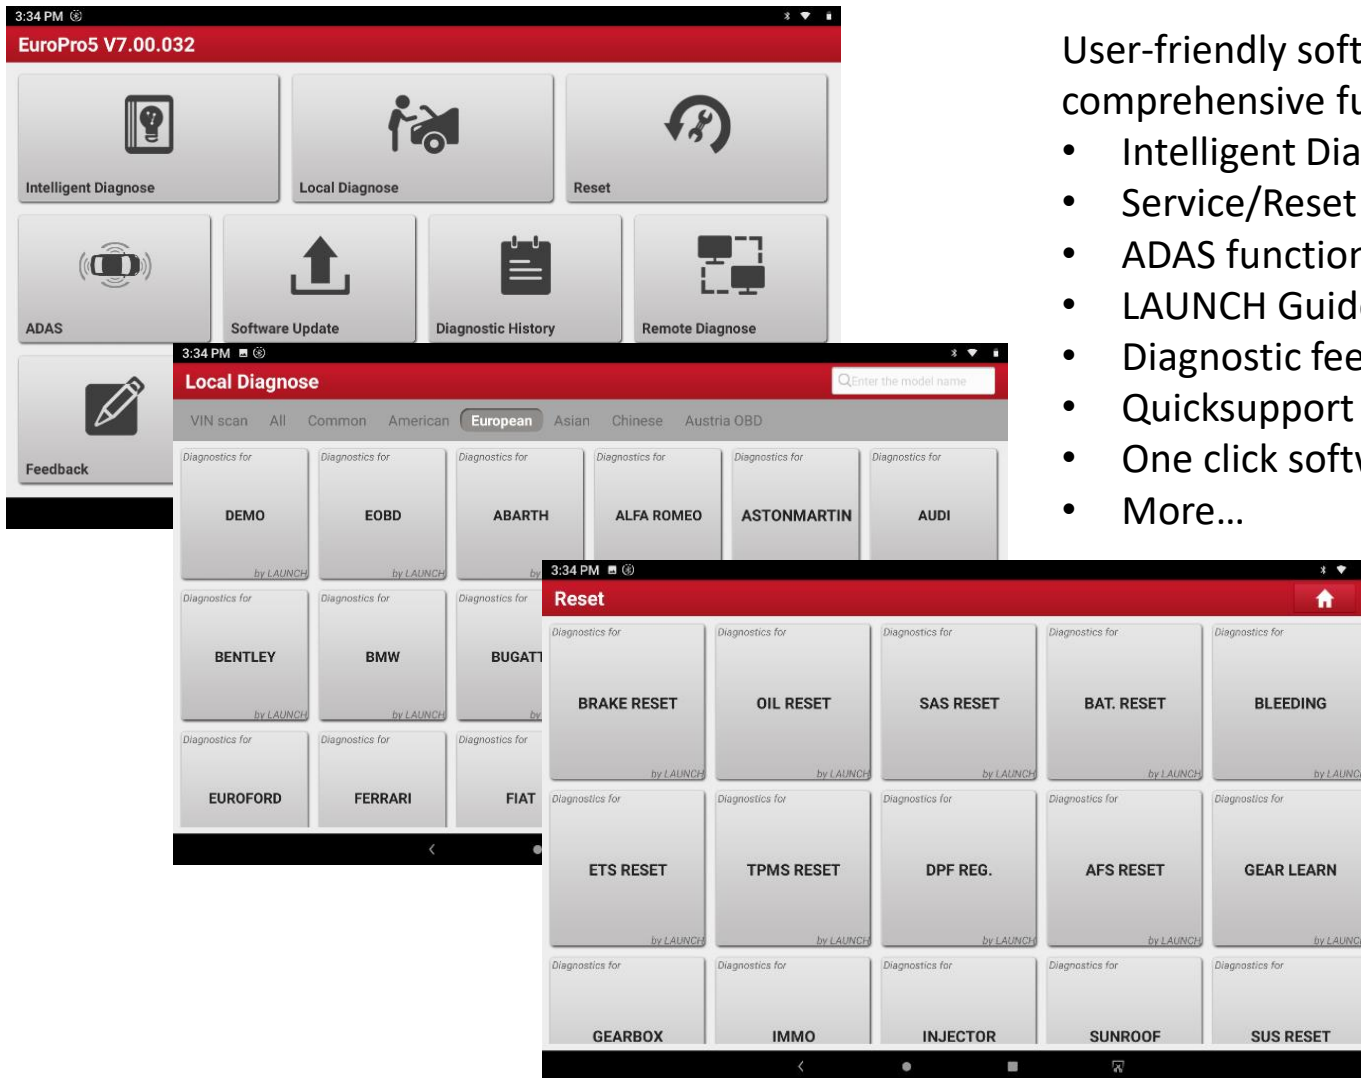 3:34 PM
EuroPro5 V7.00.032
Intelligent Diagnose
Local Diagnose
Reset
ADAS
Software Update
Diagnostic History
Remote Diagnose
Feedback
3:34 PM
Local Diagnose
Enter the model name
VIN scan All Common American European Asian Chinese Austria OBD
Diagnostics for Diagnostics for Diagnostics for Diagnostics for Diagnostics for Diagnostics for
DEMO EOBD ABARTH ALFA ROMEO ASTONMARTIN AUDI
by LAUNCH by LAUNCH by
Diagnostics for Diagnostics for Diagnostics for
BENTLEY BMW BUGATT
by LAUNCH by LAUNCH by
Diagnostics for Diagnostics for Diagnostics for
EUROFORD FERRARI FIAT
3:34 PM
Reset
Diagnostics for Diagnostics for Diagnostics for Diagnostics for Diagnostics for
BRAKE RESET OIL RESET SAS RESET BAT. RESET BLEEDING
by LAUNCH by LAUNCH by LAUNCH by LAUNCH by LAUNC
Diagnostics for Diagnostics for Diagnostics for Diagnostics for Diagnostics for
ETS RESET TPMS RESET DPF REG. AFS RESET GEAR LEARN
by LAUNCH by LAUNCH by LAUNCH by LAUNCH by LAUNC
Diagnostics for Diagnostics for Diagnostics for Diagnostics for Diagnostics for
GEARBOX IMMO INJECTOR SUNROOF SUS RESET
User-friendly soft
comprehensive fu
• Intelligent Dia
• Service/Reset
• ADAS function
• LAUNCH Guid
• Diagnostic fee
• Quicksupport
• One click softw
• More…